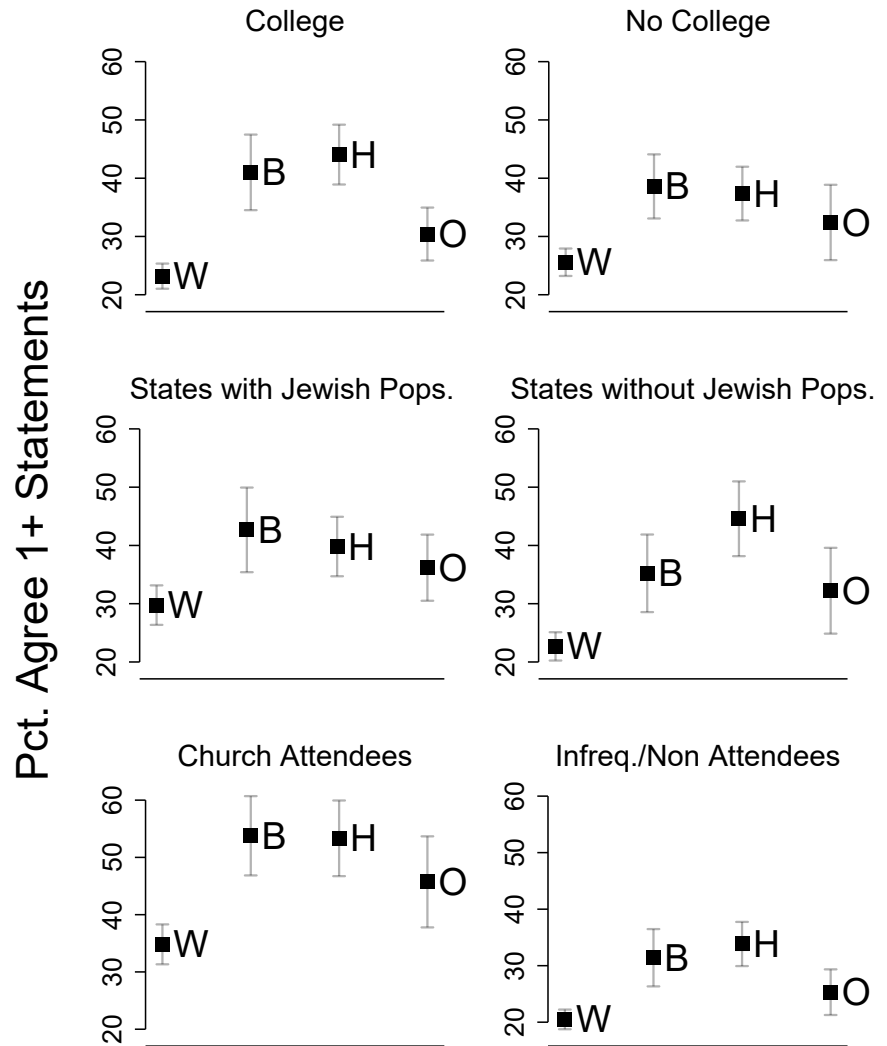 Pct. Agree 1+ Statements
College
60
50
40
30
20
W
B
H
O
No College
60
50
40
30
20
W
B
H
O
States with Jewish Pops.
60
50
40
30
20
W
B
H
O
States without Jewish Pops.
60
50
40
30
20
W
B
H
O
Church Attendees
60
50
40
30
20
W
B
H
O
Infreq./Non Attendees
60
50
40
30
20
W
B
H
O